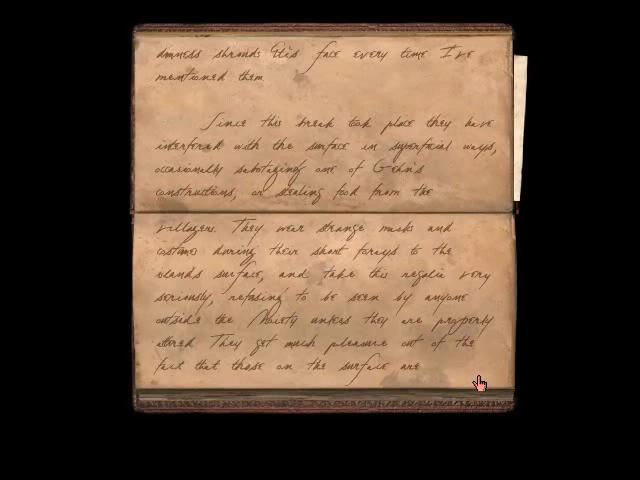 dimness shrouds Eti's face every time I've
mentioned them
Since this break took place they have
interfered with the surface in superficial ways,
occasionally sabotaging one of Gehn's
constructions, or stealing food from the
villagers. They wear strange masks and
costumes during their short forays to the
island's surface, and take this regalia very
seriously, refusing to be seen by anyone
outside the Moiety unless they are properly
attired They get much pleasure out of the
fact that those on the surface are